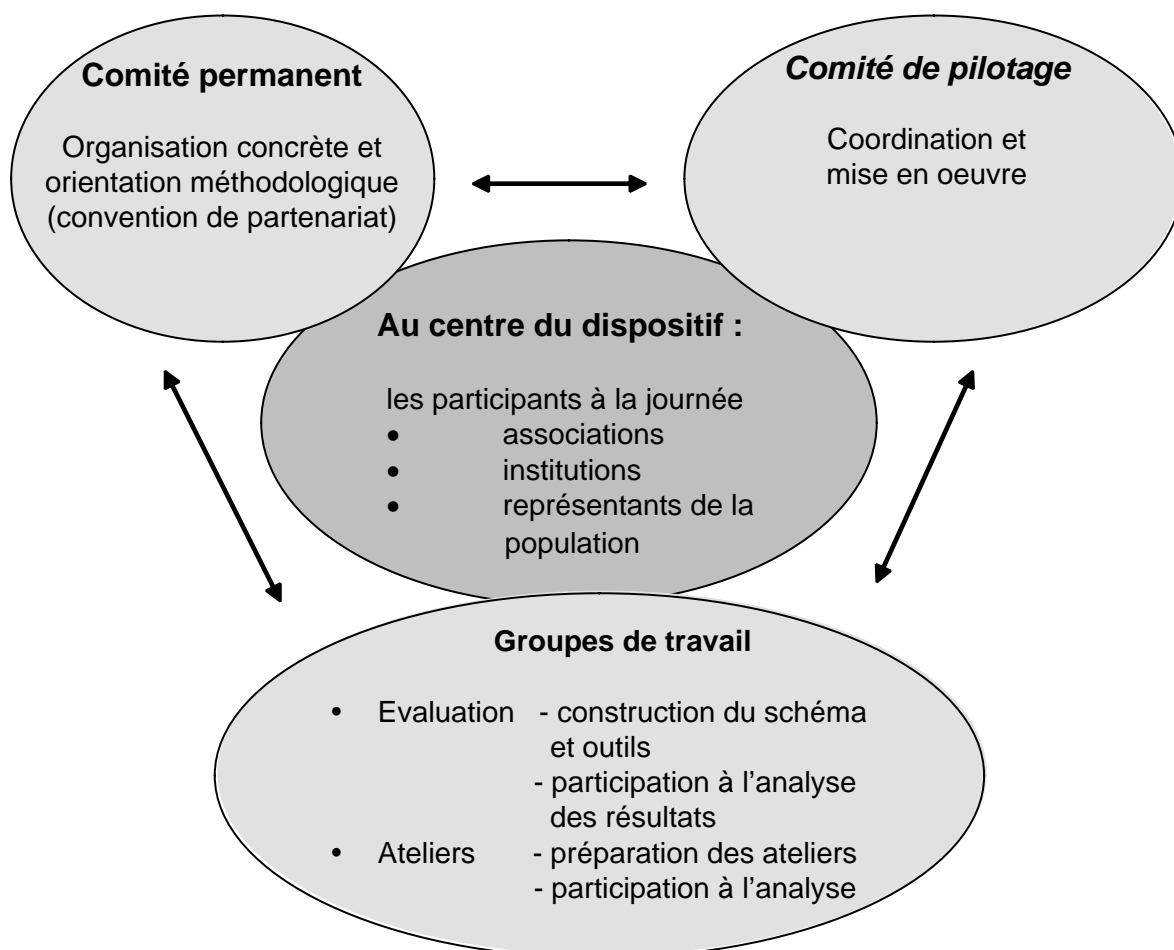 Comité permanent
Organisation concrète et
orientation méthodologique
(convention de partenariat)
Comité de pilotage
Coordination et
mise en oeuvre
Au centre du dispositif :
les participants à la journée
• associations
• institutions
• représentants de la
population
Groupes de travail
• Evaluation - construction du schéma
et outils
- participation à l’analyse
des résultats
• Ateliers - préparation des ateliers
- participation à l’analyse